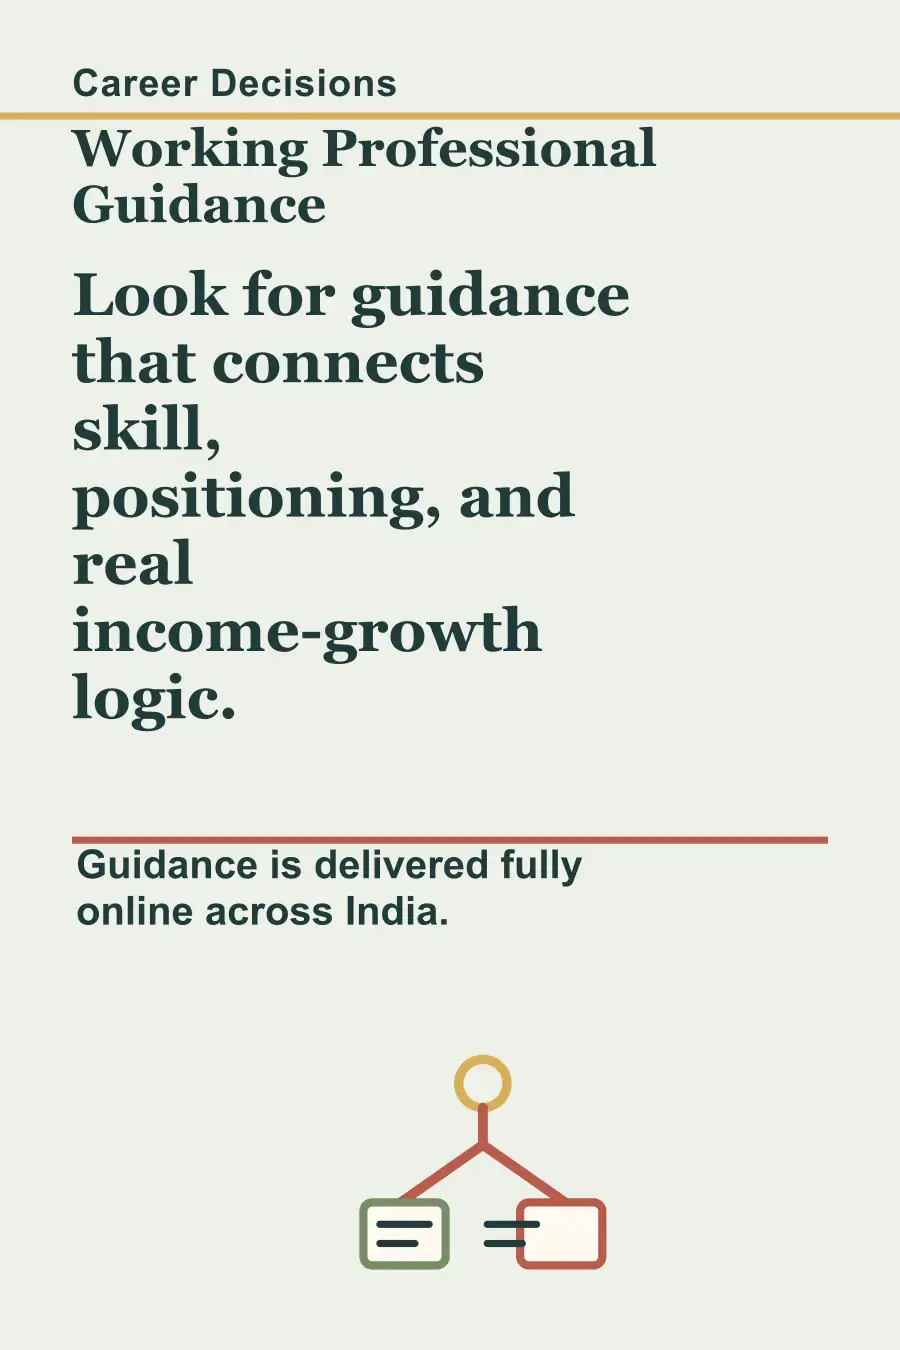 Career Decisions
Working Professional
Guidance
Look for guidance
that connects
skill,
positioning, and
real
income-growth
logic.
Guidance is delivered fully
online across India.